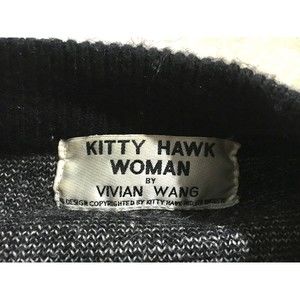 KITTY HAWK
WOMAN
BY
VIVIAN WANG
DESIGN COPYRIGHTED BY KITTY HAWK